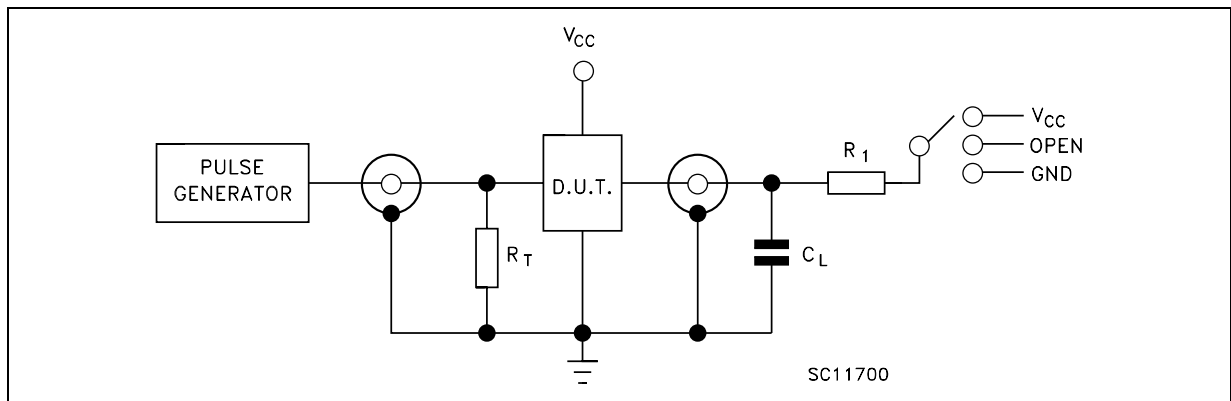 VCC
PULSE
GENERATOR
D.U.T.
RT
CL
R1
VCC
OPEN
GND
SC11700